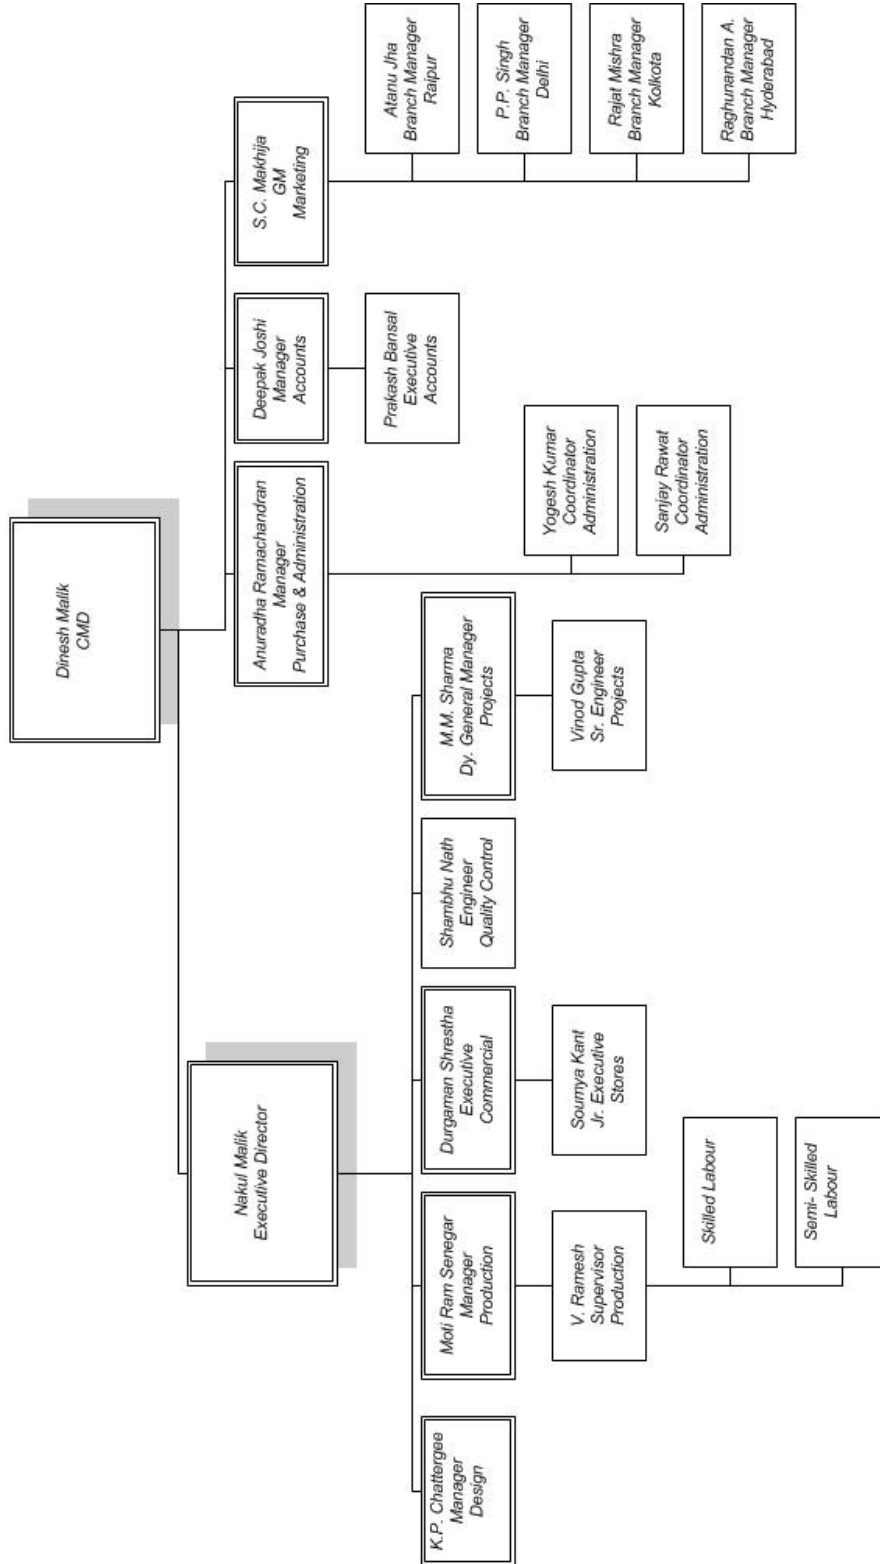 Dinesh Malik
CMD
Nakul Malik
Executive Director
Anuradha Ramachandran
Manager
Purchase & Administration
Deepak Joshi
Manager
Accounts
S.C. Makhija
GM
Marketing
K.P. Chattergee
Manager
Design
Moti Ram Senegar
Manager
Production
Durgaman Shrestha
Executive
Commercial
Shambhu Nath
Engineer
Quality Control
M.M. Sharma
Dy. General Manager
Projects
Prakash Bansal
Executive
Accounts
Atanu Jha
Branch Manager
Raipur
P.P. Singh
Branch Manager
Delhi
Rajat Mishra
Branch Manager
Kolkota
Raghunandan A.
Branch Manager
Hyderabad
V. Ramesh
Supervisor
Production
Soumya Kant
Jr. Executive
Stores
Vinod Gupta
Sr. Engineer
Projects
Yogesh Kumar
Coordinator
Administration
Sanjay Rawat
Coordinator
Administration
Skilled Labour
Semi- Skilled
Labour